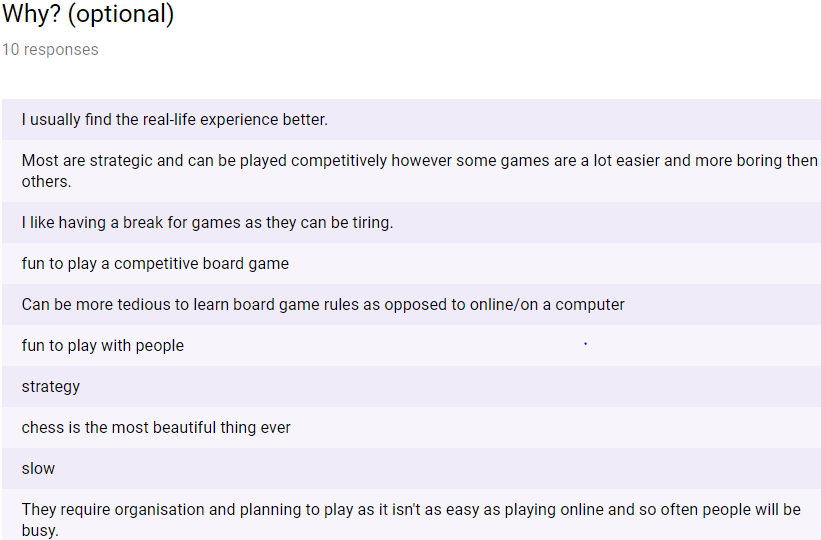 Why? (optional)
10 responses
I usually find the real-life experience better.
Most are strategic and can be played competitively however some games are a lot easier and more boring then
others.
I like having a break for games as they can be tiring.
fun to play a competitive board game
Can be more tedious to learn board game rules as opposed to online/on a computer
fun to play with people
strategy
chess is the most beautiful thing ever
slow
They require organisation and planning to play as it isn't as easy as playing online and so often people will be
busy.